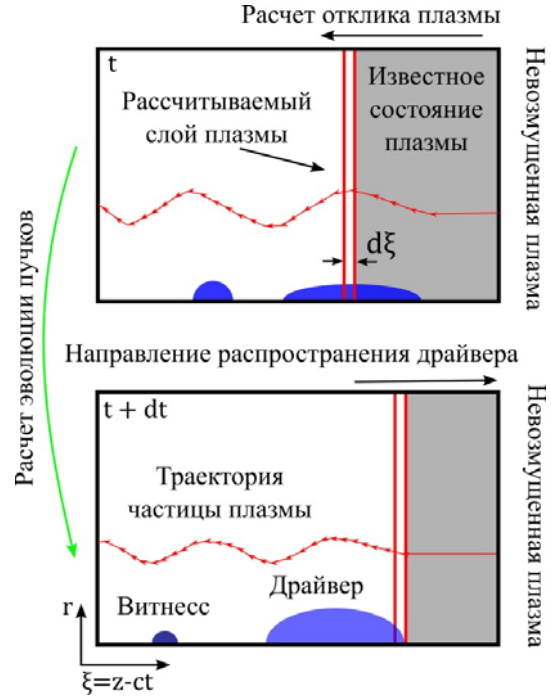 Расчет отклика плазмы
t
Рассчитываемый
слой плазмы
Известное
состояние
плазмы
Невозмущенная плазма
dξ
Расчет эволюции пучков
Направление распространения драйвера
t + dt
Траектория
частицы плазмы
Невозмущенная плазма
Драйвер
Витнесс
r
ξ=z-ct